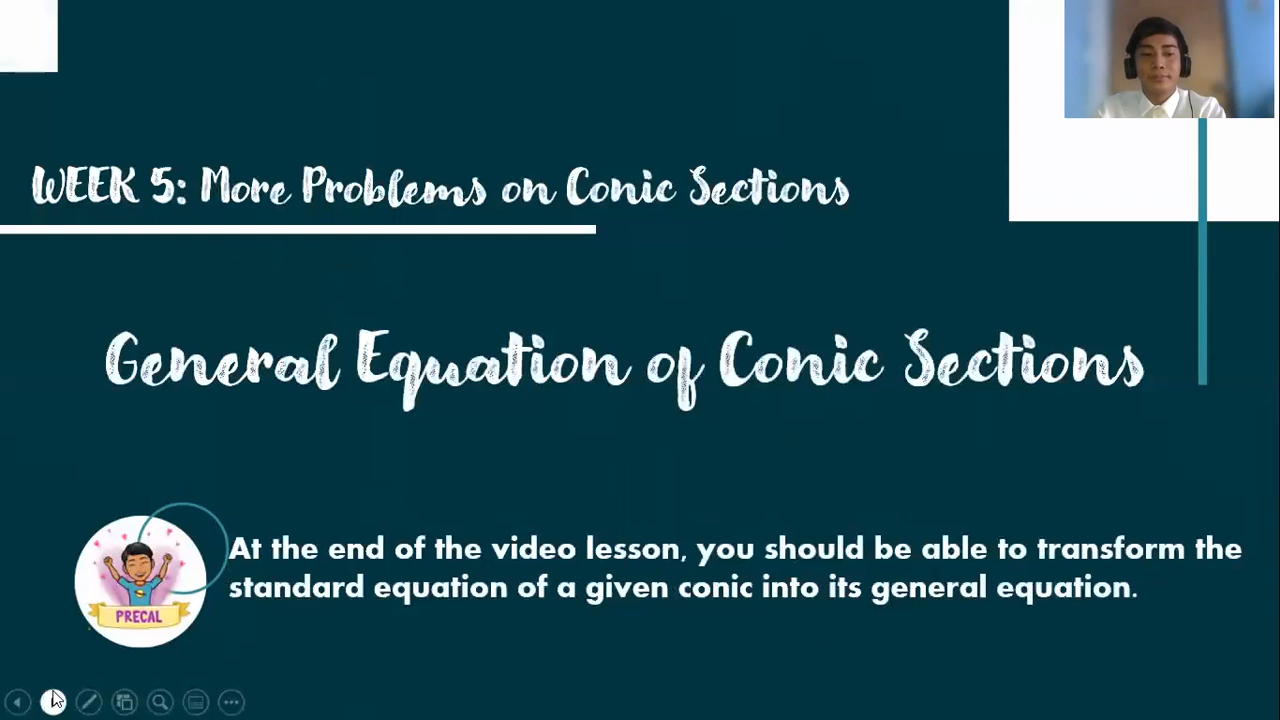 WEEK 5: More Problems on Conic Sections
General Equation of Conic Sections
At the end of the video lesson, you should be able to transform the
standard equation of a given conic into its general equation.
PRECAL